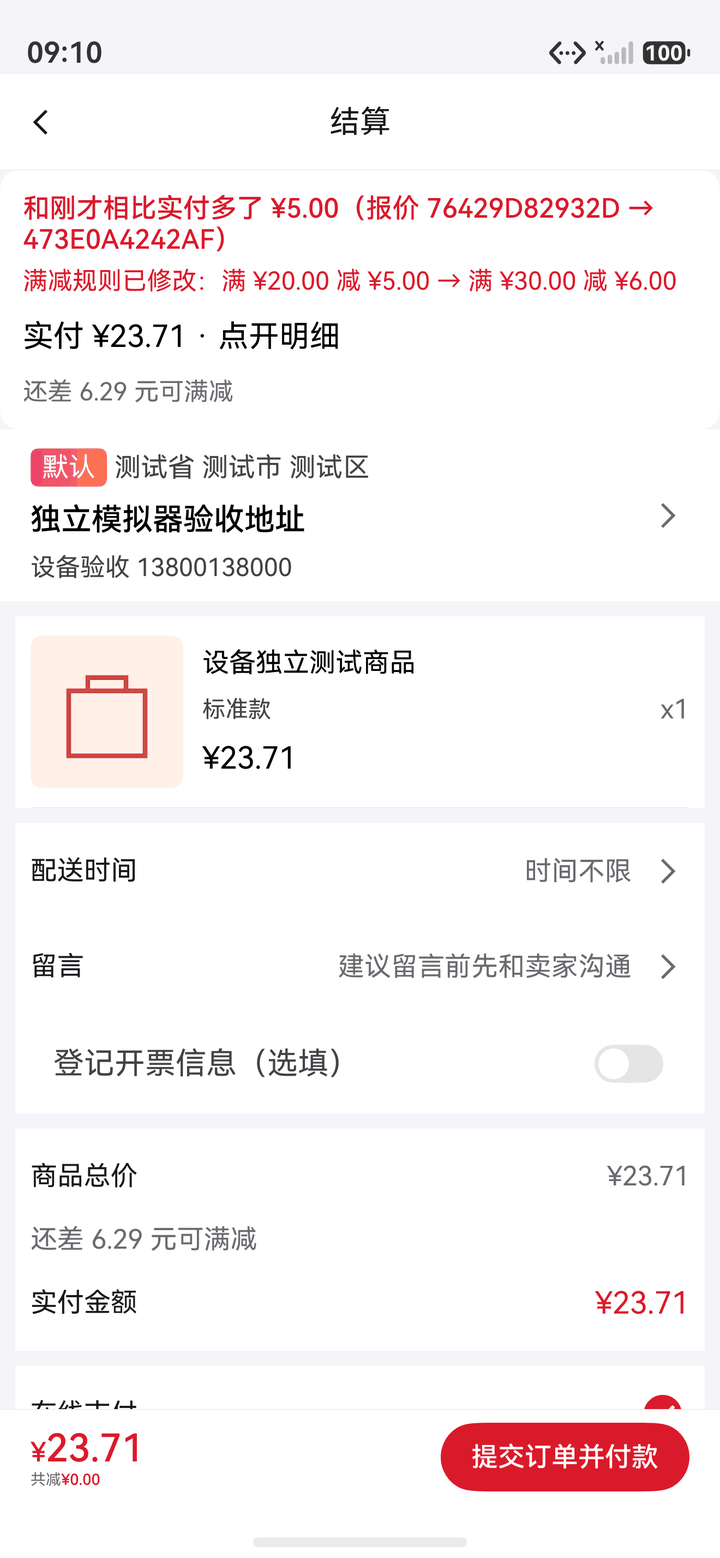 09:10
100
结算
和刚才相比实付多了 ¥5.00（报价 76429D82932D →
473E0A4242AF）
满减规则已修改：满 ¥20.00 减 ¥5.00 → 满 ¥30.00 减 ¥6.00
实付 ¥23.71 · 点开明细
还差 6.29 元可满减
默认 测试省 测试市 测试区
独立模拟器验收地址
设备验收 13800138000
设备独立测试商品
标准款 x1
¥23.71
配送时间 时间不限
留言 建议留言前先和卖家沟通
登记开票信息（选填）
商品总价 ¥23.71
还差 6.29 元可满减
实付金额 ¥23.71
在线支付
¥23.71
共减¥0.00
提交订单并付款